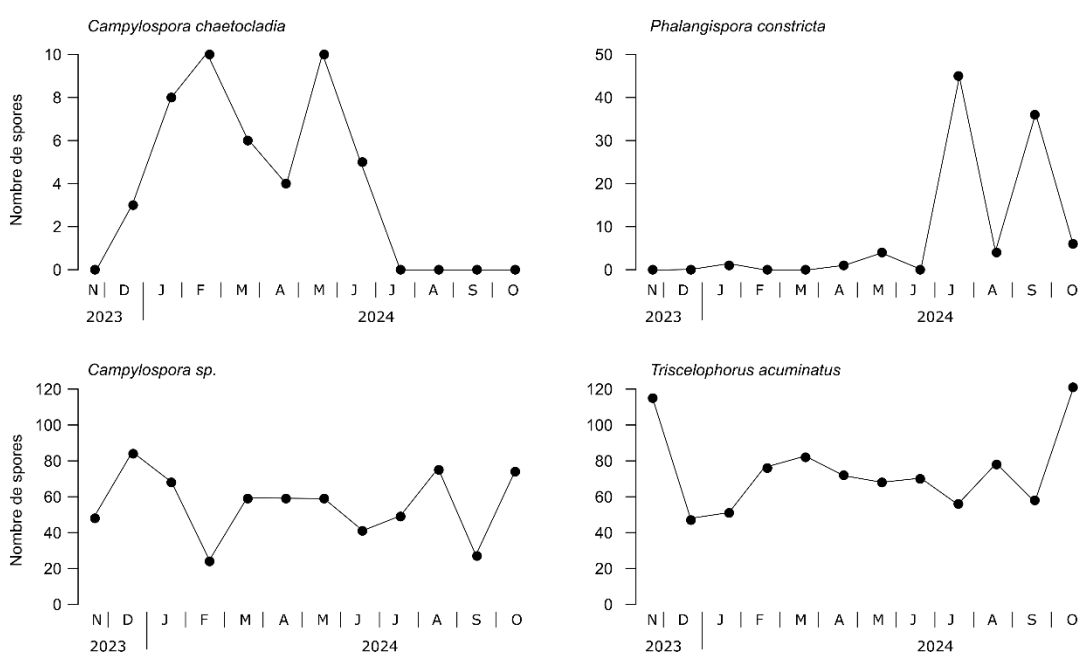 Campylospora chaetocladia
Nombre de spores
10
8
6
4
2
0
N | D | J | F | M | A | M | J | J | A | S | O
2023 | 2024
Phalangispora constricta
50
40
30
20
10
0
N | D | J | F | M | A | M | J | J | A | S | O
2023 | 2024
Campylospora sp.
Nombre de spores
120
100
80
60
40
20
0
N | D | J | F | M | A | M | J | J | A | S | O
2023 | 2024
Triscelophorus acuminatus
120
100
80
60
40
20
0
N | D | J | F | M | A | M | J | J | A | S | O
2023 | 2024